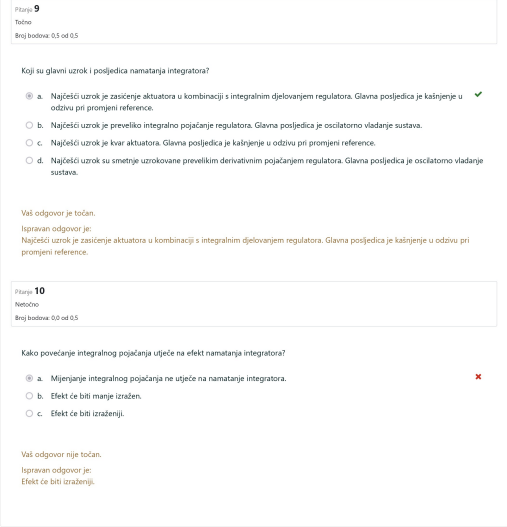 Pitanje 9
Točno
Broj bodova: 0,5 od 0,5
Koji su glavni uzrok i posljedica namatanja integratora?
a. Najčešći uzrok je zasićenje aktuatora u kombinaciji s integralnim djelovanjem regulatora. Glavna posljedica je kašnjenje u
odzivu pri promjeni reference.
b. Najčešći uzrok je preveliko integralno pojačanje regulatora. Glavna posljedica je oscilatorno vladanje sustava.
c. Najčešći uzrok je kvar aktuatora. Glavna posljedica je kašnjenje u odzivu pri promjeni reference.
d. Najčešći uzrok su smetnje uzrokovane prevelikim derivativnim pojačanjem regulatora. Glavna posljedica je oscilatorno vladanje
sustava.
Vaš odgovor je točan.
Ispravan odgovor je:
Najčešći uzrok je zasićenje aktuatora u kombinaciji s integralnim djelovanjem regulatora. Glavna posljedica je kašnjenje u odzivu pri
promjeni reference.
Pitanje 10
Netočno
Broj bodova: 0,0 od 0,5
Kako povećanje integralnog pojačanja utječe na efekt namatanja integratora?
a. Mijenjanje integralnog pojačanja ne utječe na namatanje integratora.
b. Efekt će biti manje izražen.
c. Efekt će biti izraženiji.
Vaš odgovor nije točan.
Ispravan odgovor je:
Efekt će biti izraženiji.